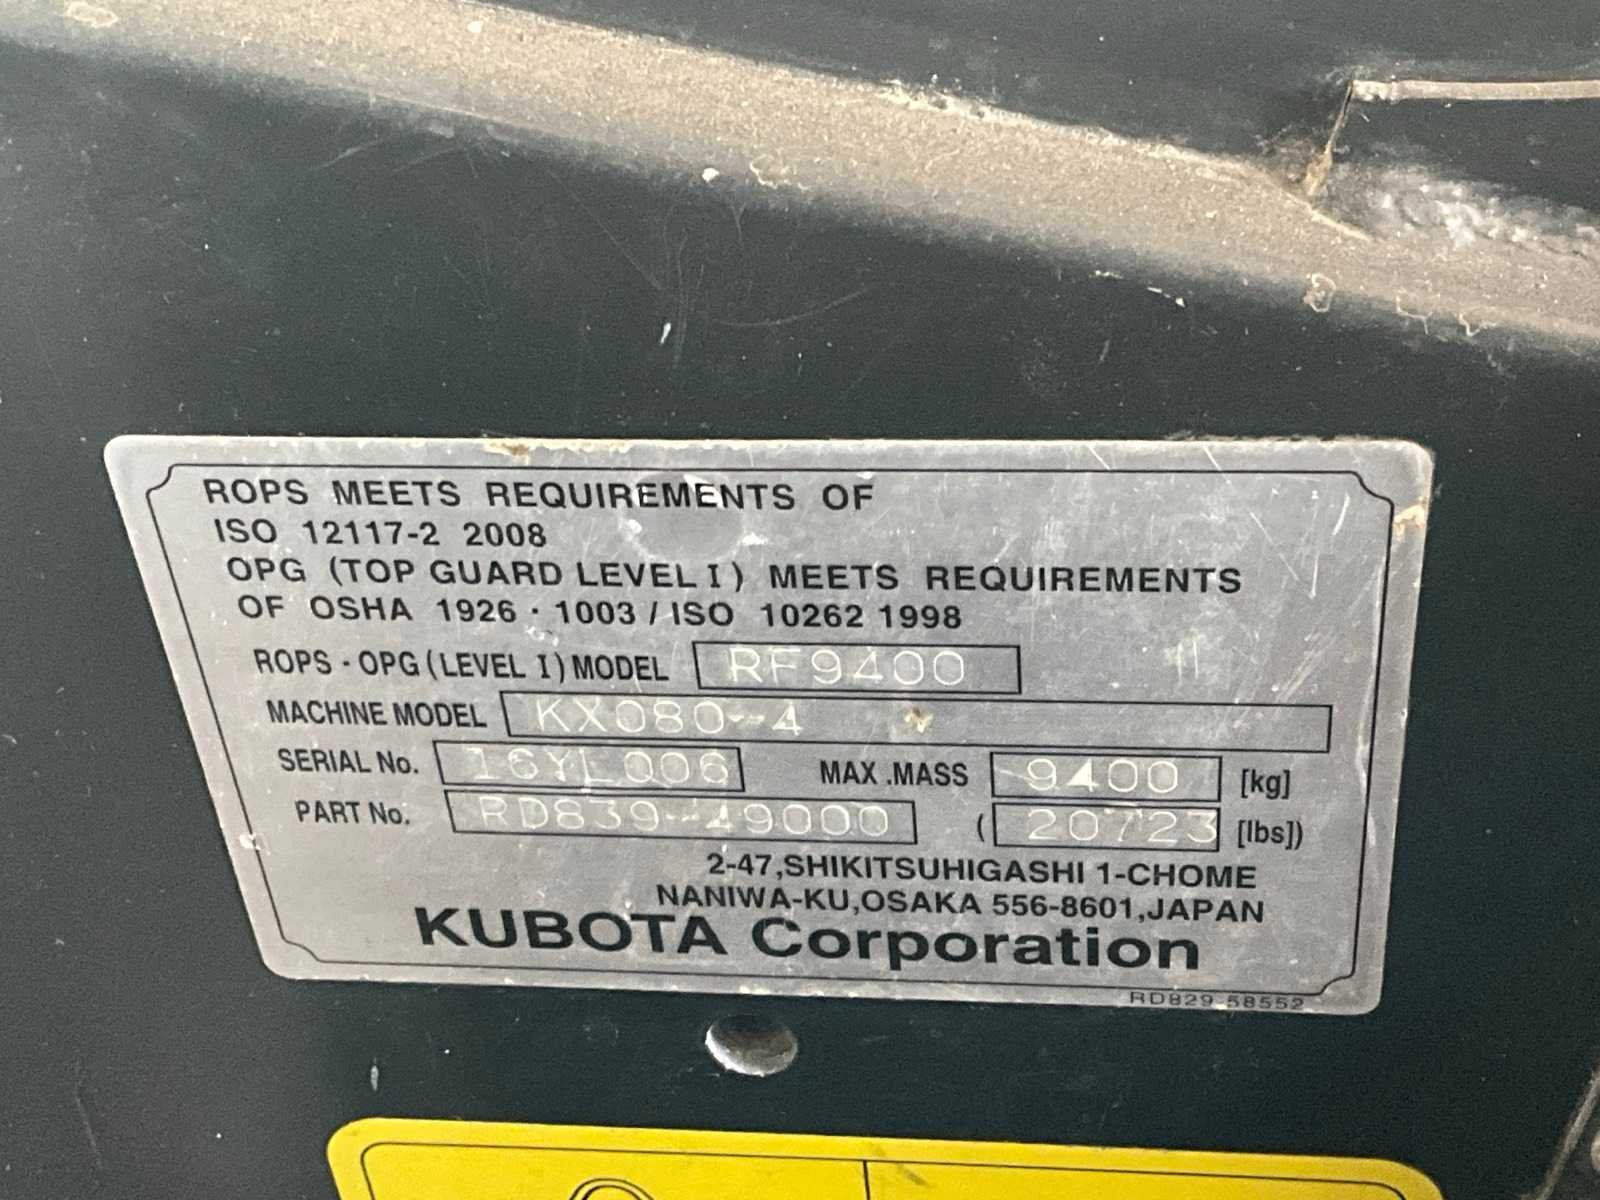 ROPS MEETS REQUIREMENTS OF
ISO 12117-2 2008
OPG (TOP GUARD LEVEL I) MEETS REQUIREMENTS
OF OSHA 1926・1003 / ISO 10262 1998
ROPS・OPG (LEVEL I) MODEL RF9400
MACHINE MODEL KX080-4
SERIAL No. 16YL006 MAX .MASS 9400 [kg]
PART No. RD839-49000 (20723 [lbs])
2-47,SHIKITSUHIGASHI 1-CHOME
NANIWA-KU,OSAKA 556-8601,JAPAN
KUBOTA Corporation
RD829-58552